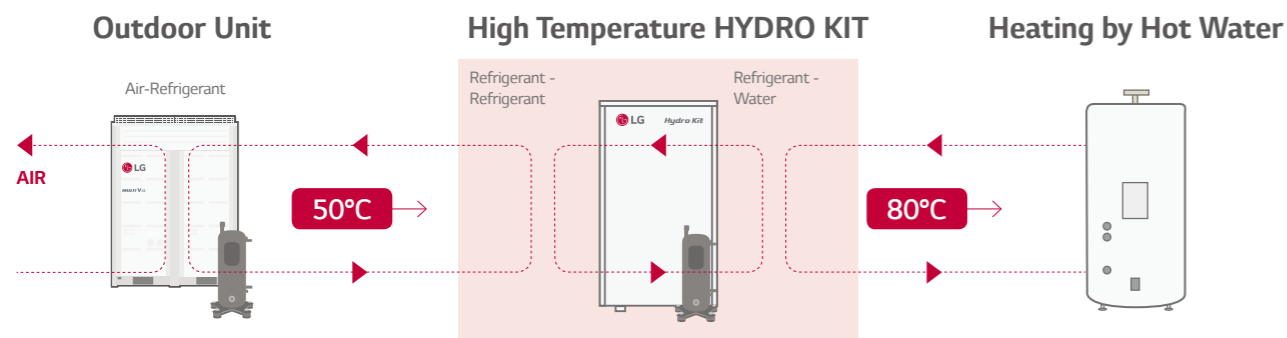 Outdoor Unit
High Temperature HYDRO KIT
Heating by Hot Water
Air-Refrigerant
Refrigerant -
Refrigerant
Refrigerant -
Water
LG
Hydro Kit
LG
MULTI V
AIR
50°C
80°C